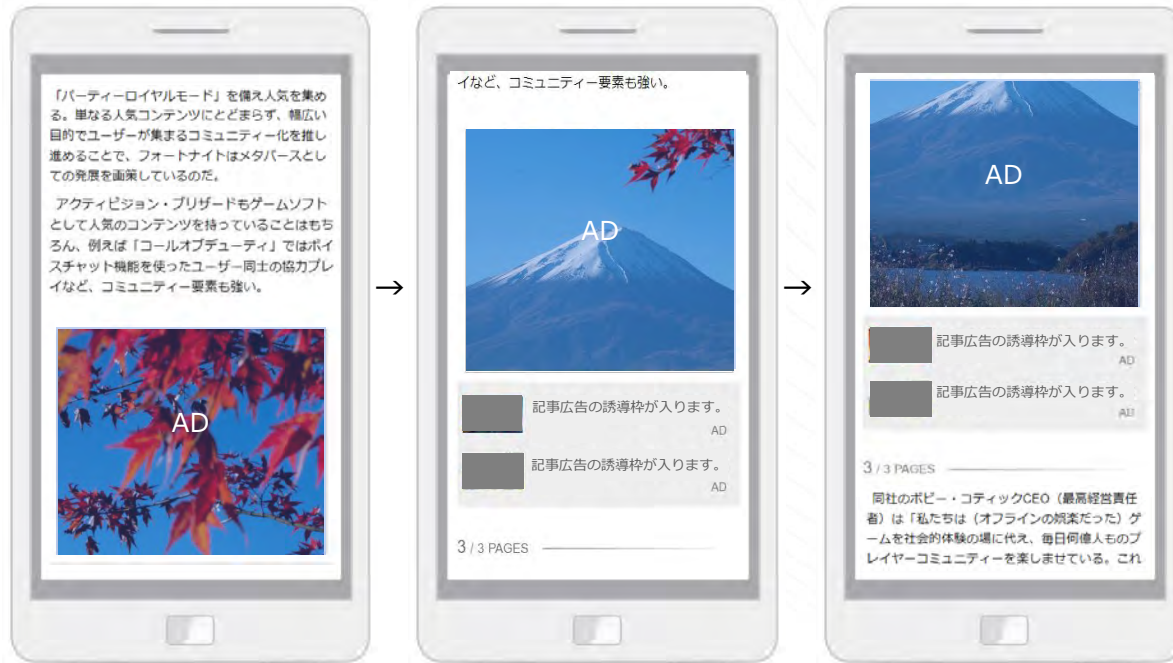 「パーティーロイヤルモード」を備え人気を集め
る。単なる人気コンテンツにとどまらず、幅広い
目的でユーザーが集まるコミュニティー化を推し
進めることで、フォートナイトはメタバースとし
ての発展を画策しているのだ。
アクティビジョン・ブリザードもゲームソフト
として人気のコンテンツを持っていることはもち
ろん、例えば「コールオブデューティ」ではボイ
スチャット機能を使ったユーザー同士の協力プレ
イなど、コミュニティー要素も強い。
AD
→
イなど、コミュニティー要素も強い。
AD
記事広告の誘導枠が入ります。
AD
記事広告の誘導枠が入ります。
AD
3 / 3 PAGES
→
AD
記事広告の誘導枠が入ります。
AD
記事広告の誘導枠が入ります。
AD
3 / 3 PAGES
同社のボビー・コティックCEO（最高経営責任
者）は「私たちは（オフラインの娯楽だった）ゲ
ームを社会的体験の場に代え、毎日何億人ものプ
レイヤーコミュニティーを楽しませている。これ